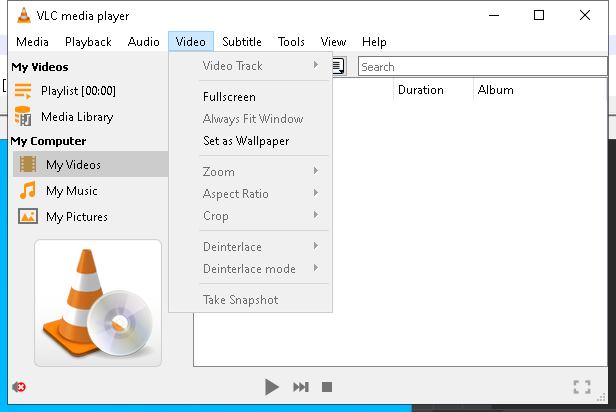 VLC media player
Media Playback Audio Video Subtitle Tools View Help
My Videos
Playlist [00:00]
Media Library
My Computer
My Videos
My Music
My Pictures
Video Track
Fullscreen
Always Fit Window
Set as Wallpaper
Zoom
Aspect Ratio
Crop
Deinterlace
Deinterlace mode
Take Snapshot
Search
Duration Album